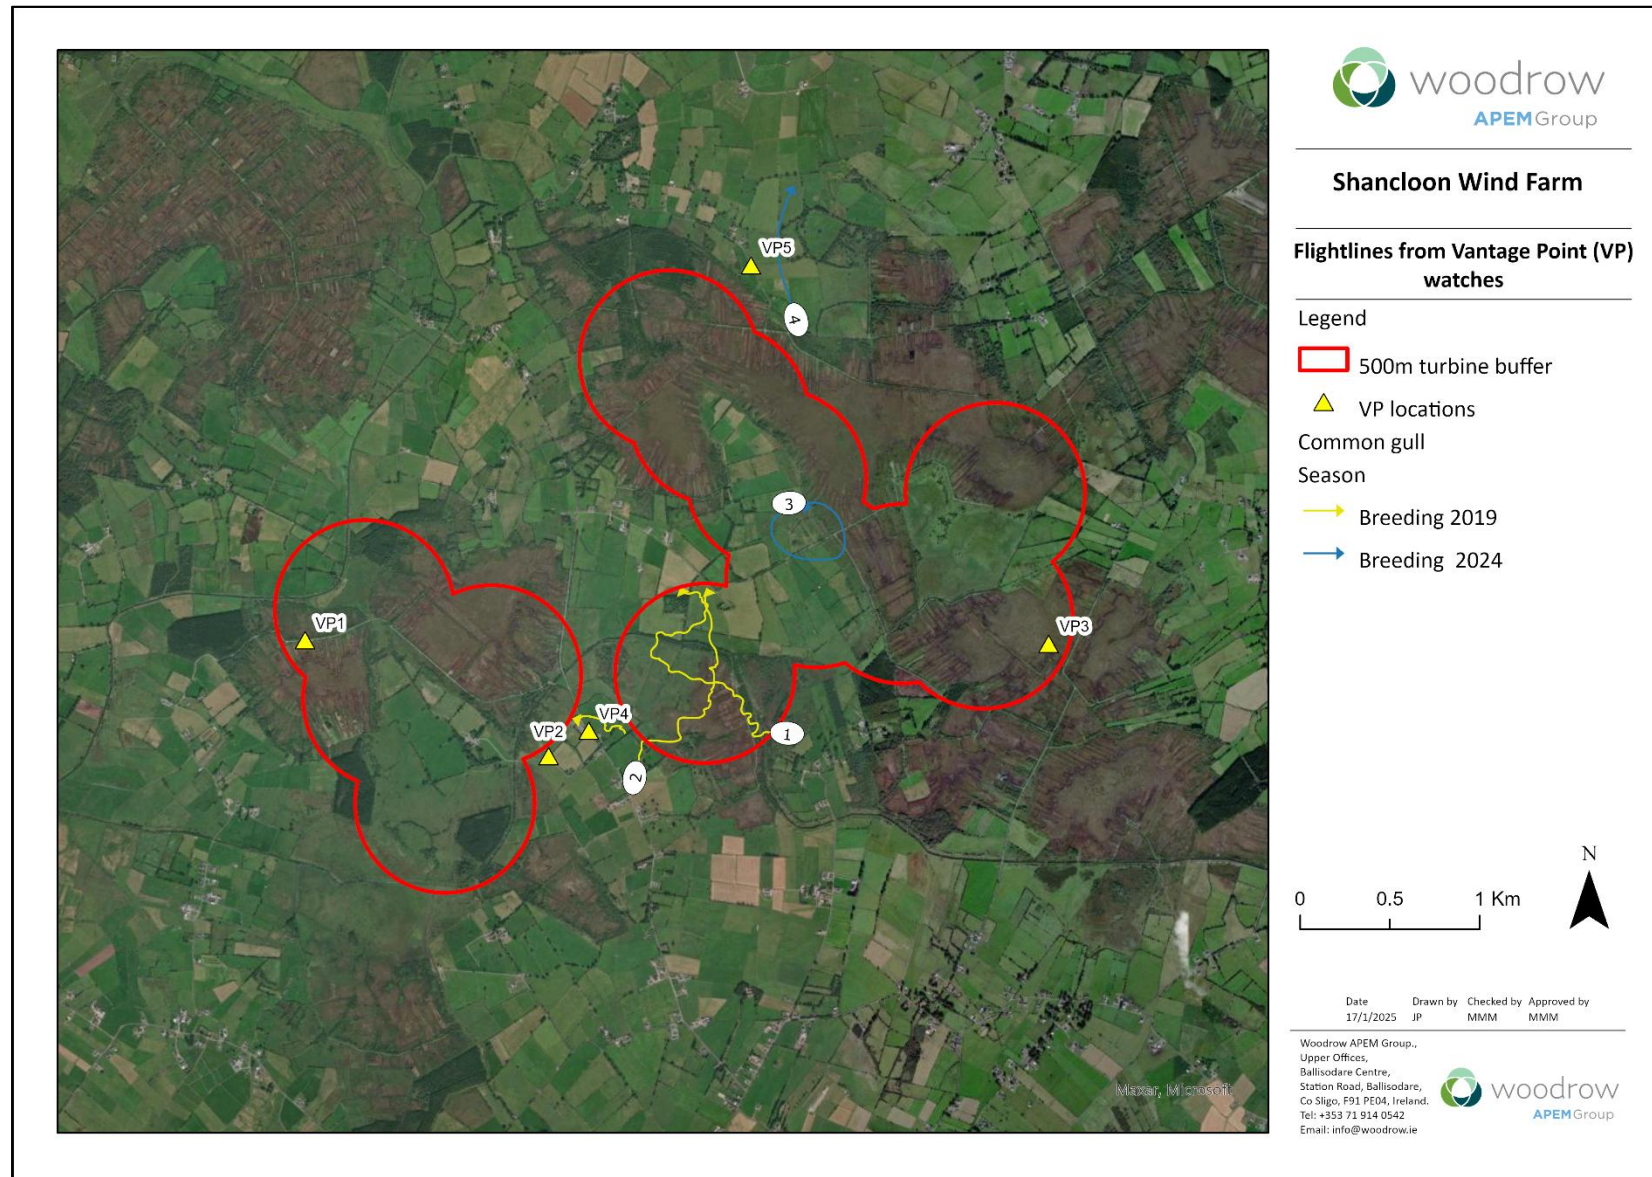 woodrow
APEMGroup
Shancloon Wind Farm
Flightlines from Vantage Point (VP)
watches
Legend
500m turbine buffer
VP locations
Common gull
Season
Breeding 2019
Breeding 2024
VP5
4
3
VP1
VP3
VP4
VP2
1
2
Maxar, Microsoft
N
0 0.5 1 Km
Date Drawn by Checked by Approved by
17/1/2025 JP MMM MMM
Woodrow APEM Group.,
Upper Offices,
Ballisodare Centre,
Station Road, Ballisodare,
Co Sligo, F91 PE04, Ireland.
Tel: +353 71 914 0542
Email: info@woodrow.ie
woodrow
APEMGroup